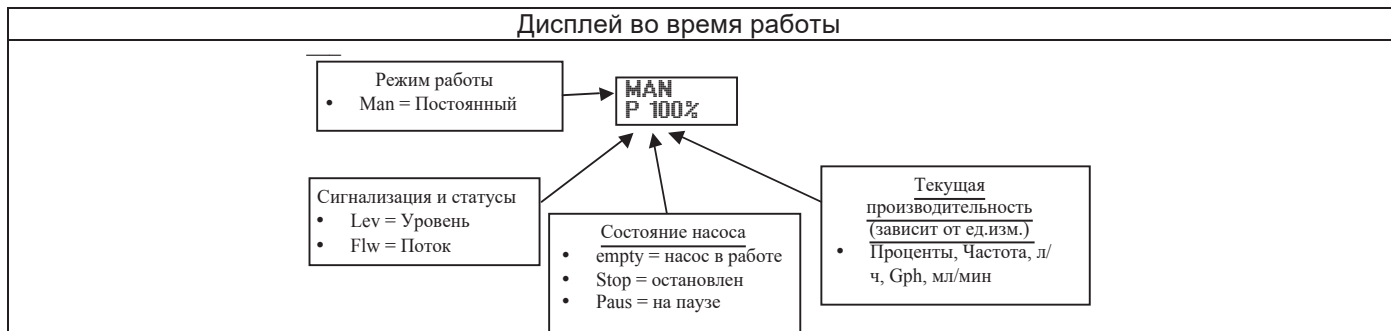 Дисплей во время работы
Режим работы
• Man = Постоянный
MAN
P 100%
Сигнализация и статусы
• Lev = Уровень
• Flw = Поток
Состояние насоса
• empty = насос в работе
• Stop = остановлен
• Paus = на паузе
Текущая
производительность
(зависит от ед.изм.)
• Проценты, Частота, л/
ч, Gph, мл/мин